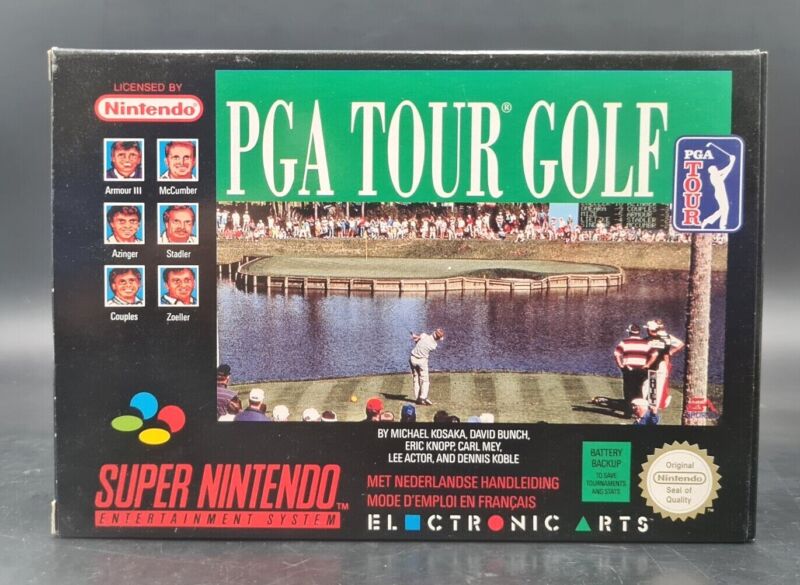 LICENSED BY
Nintendo
PGA TOUR® GOLF
PGA
TOUR
Armour III
McCumber
Azinger
Stadler
Couples
Zoeller
BY MICHAEL KOSAKA, DAVID BUNCH,
ERIC KNOPP, CARL MEY,
LEE ACTOR, AND DENNIS KOBLE
SUPER NINTENDO™
ENTERTAINMENT SYSTEM
MET NEDERLANDSE HANDLEIDING
MODE D'EMPLOI EN FRANÇAIS
ELECTRONIC ARTS™
BATTERY
BACKUP
TO SAVE
TOURNAMENTS
AND STATS
Original
Nintendo
Seal of
Quality